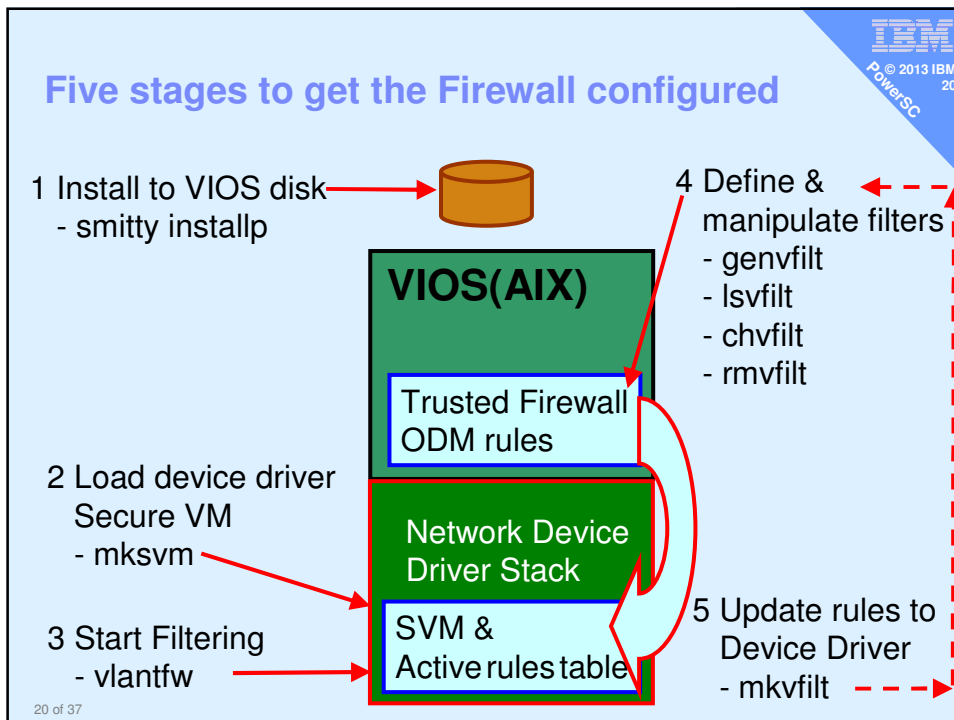 Five stages to get the Firewall configured
IBM
© 2013 IBM
20
PowerSC
1 Install to VIOS disk
- smitty installp
VIOS(AIX)
Trusted Firewall
ODM rules
2 Load device driver
Secure VM
- mksvm
Network Device
Driver Stack
3 Start Filtering
- vlantfw
SVM &
Active rules table
4 Define &
manipulate filters
- genvfilt
- lsvfilt
- chvfilt
- rmvfilt
5 Update rules to
Device Driver
- mkvfilt
20 of 37